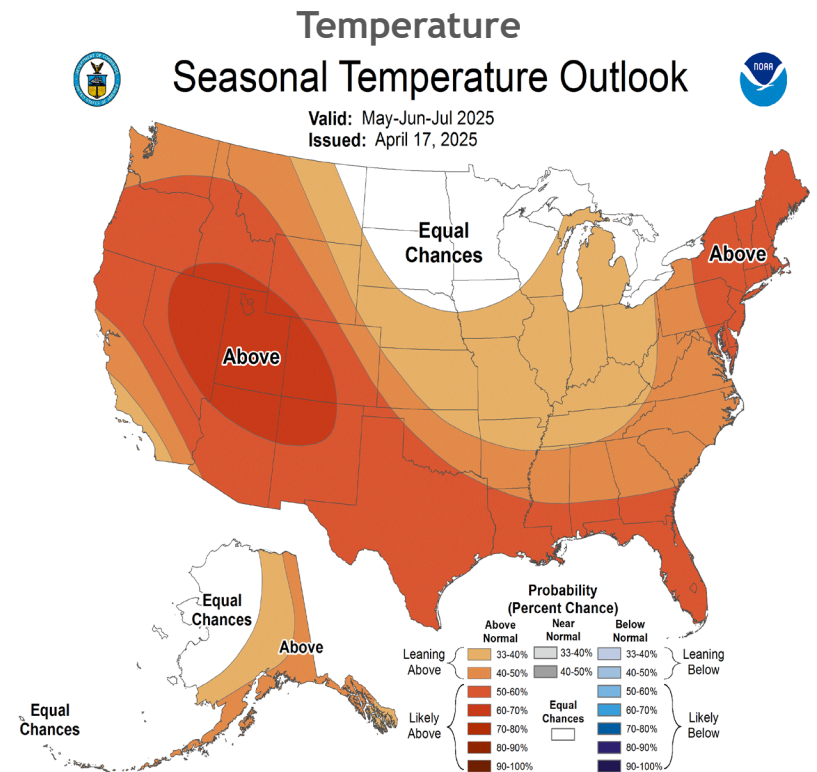 Temperature
Seasonal Temperature Outlook
NOAA
Valid: May-Jun-Jul 2025
Issued: April 17, 2025
Equal
Chances
Above
Above
Equal
Chances
Above
Equal
Chances
Probability
(Percent Chance)
Above
Normal
Near
Normal
Below
Normal
Leaning
Above
33-40%
33-40%
33-40%
Leaning
Below
40-50%
40-50%
40-50%
Likely
Above
50-60%
50-60%
60-70%
Equal
Chances
60-70%
70-80%
70-80%
80-90%
80-90%
90-100%
90-100%
Likely
Below